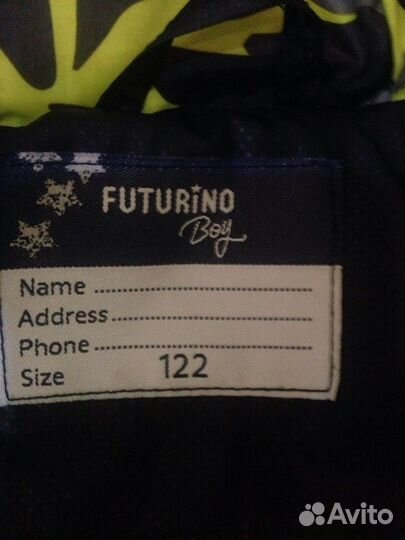 FUTURINO
Boy
Name ..............................
Address ..........................
Phone ..............................
Size 122
Avito